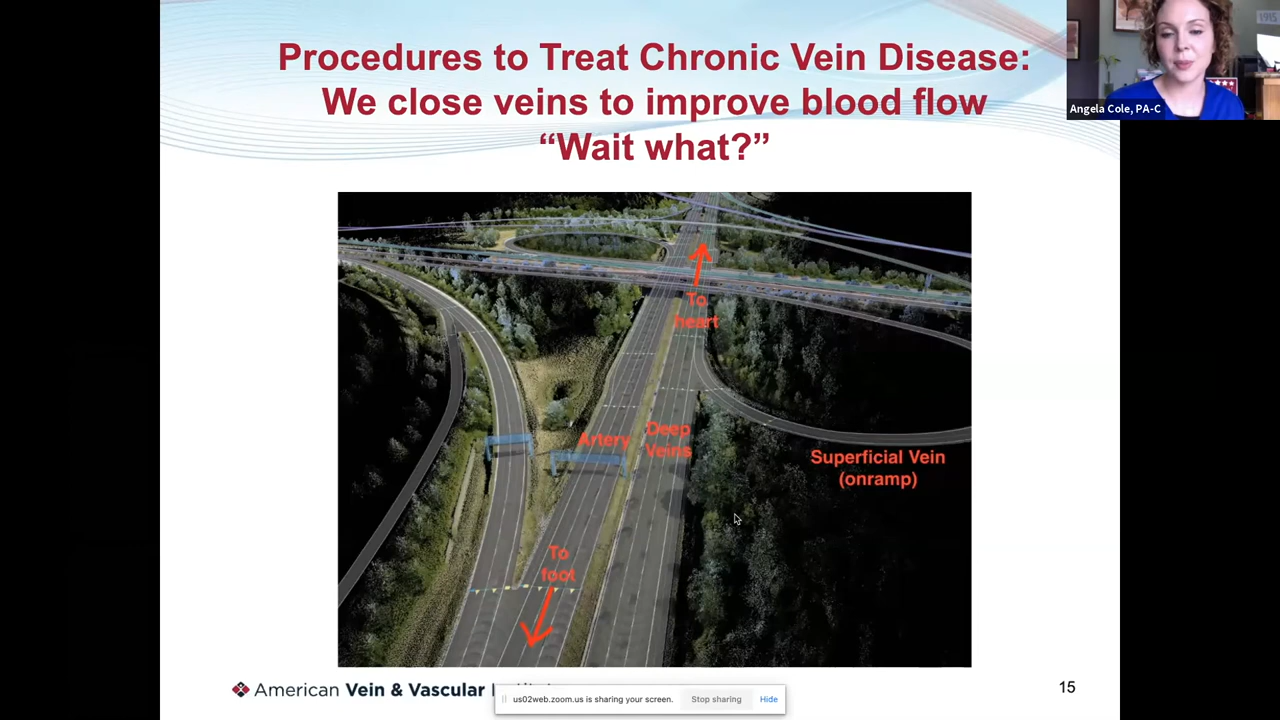 Procedures to Treat Chronic Vein Disease:
We close veins to improve blood flow
“Wait what?”
1915
Angela Cole, PA-C
To
heart
Artery
Deep
Veins
Superficial Vein
(onramp)
To
foot
American Vein & Vascular
us02web.zoom.us is sharing your screen.
Stop sharing
Hide
15